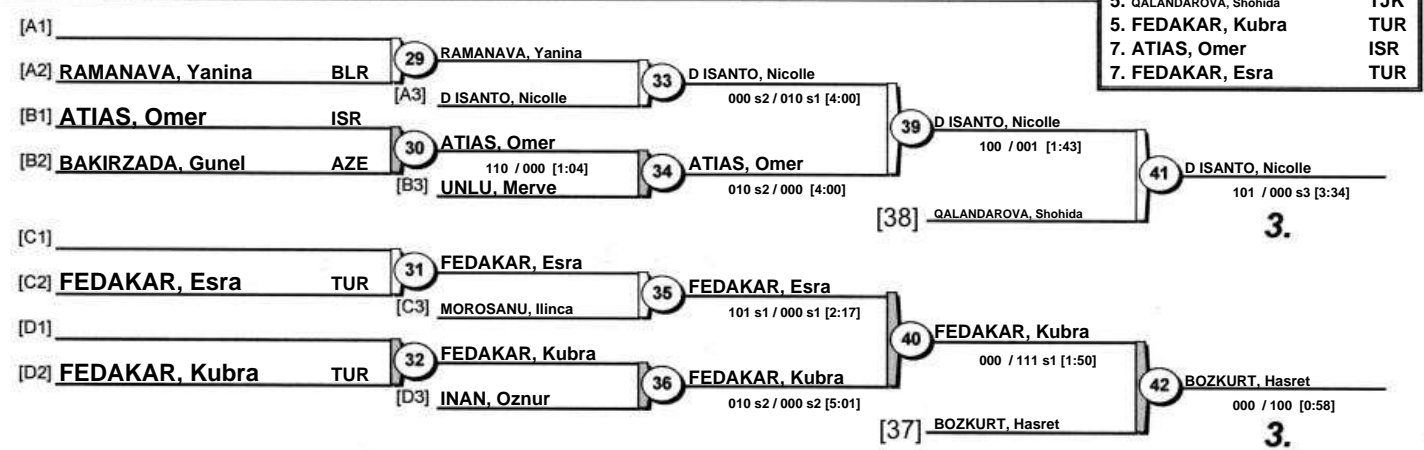 5. QALANDAROVA, Shohida TJK
5. FEDAKAR, Kubra TUR
7. ATIAS, Omer ISR
7. FEDAKAR, Esra TUR
[A1]
[A2] RAMANAVA, Yanina BLR
29
RAMANAVA, Yanina
[A3] D ISANTO, Nicolle
33
D ISANTO, Nicolle
000 s2 / 010 s1 [4:00]
[B1] ATIAS, Omer ISR
[B2] BAKIRZADA, Gunel AZE
30
ATIAS, Omer
110 / 000 [1:04]
[B3] UNLU, Merve
34
ATIAS, Omer
010 s2 / 000 [4:00]
39
D ISANTO, Nicolle
100 / 001 [1:43]
[38] QALANDAROVA, Shohida
41
D ISANTO, Nicolle
101 / 000 s3 [3:34]
3.
[C1]
[C2] FEDAKAR, Esra TUR
31
FEDAKAR, Esra
[C3] MOROSANU, Ilinca
35
FEDAKAR, Esra
101 s1 / 000 s1 [2:17]
[D1]
[D2] FEDAKAR, Kubra TUR
32
FEDAKAR, Kubra
[D3] INAN, Oznur
36
FEDAKAR, Kubra
010 s2 / 000 s2 [5:01]
40
FEDAKAR, Kubra
000 / 111 s1 [1:50]
[37] BOZKURT, Hasret
42
BOZKURT, Hasret
000 / 100 [0:58]
3.